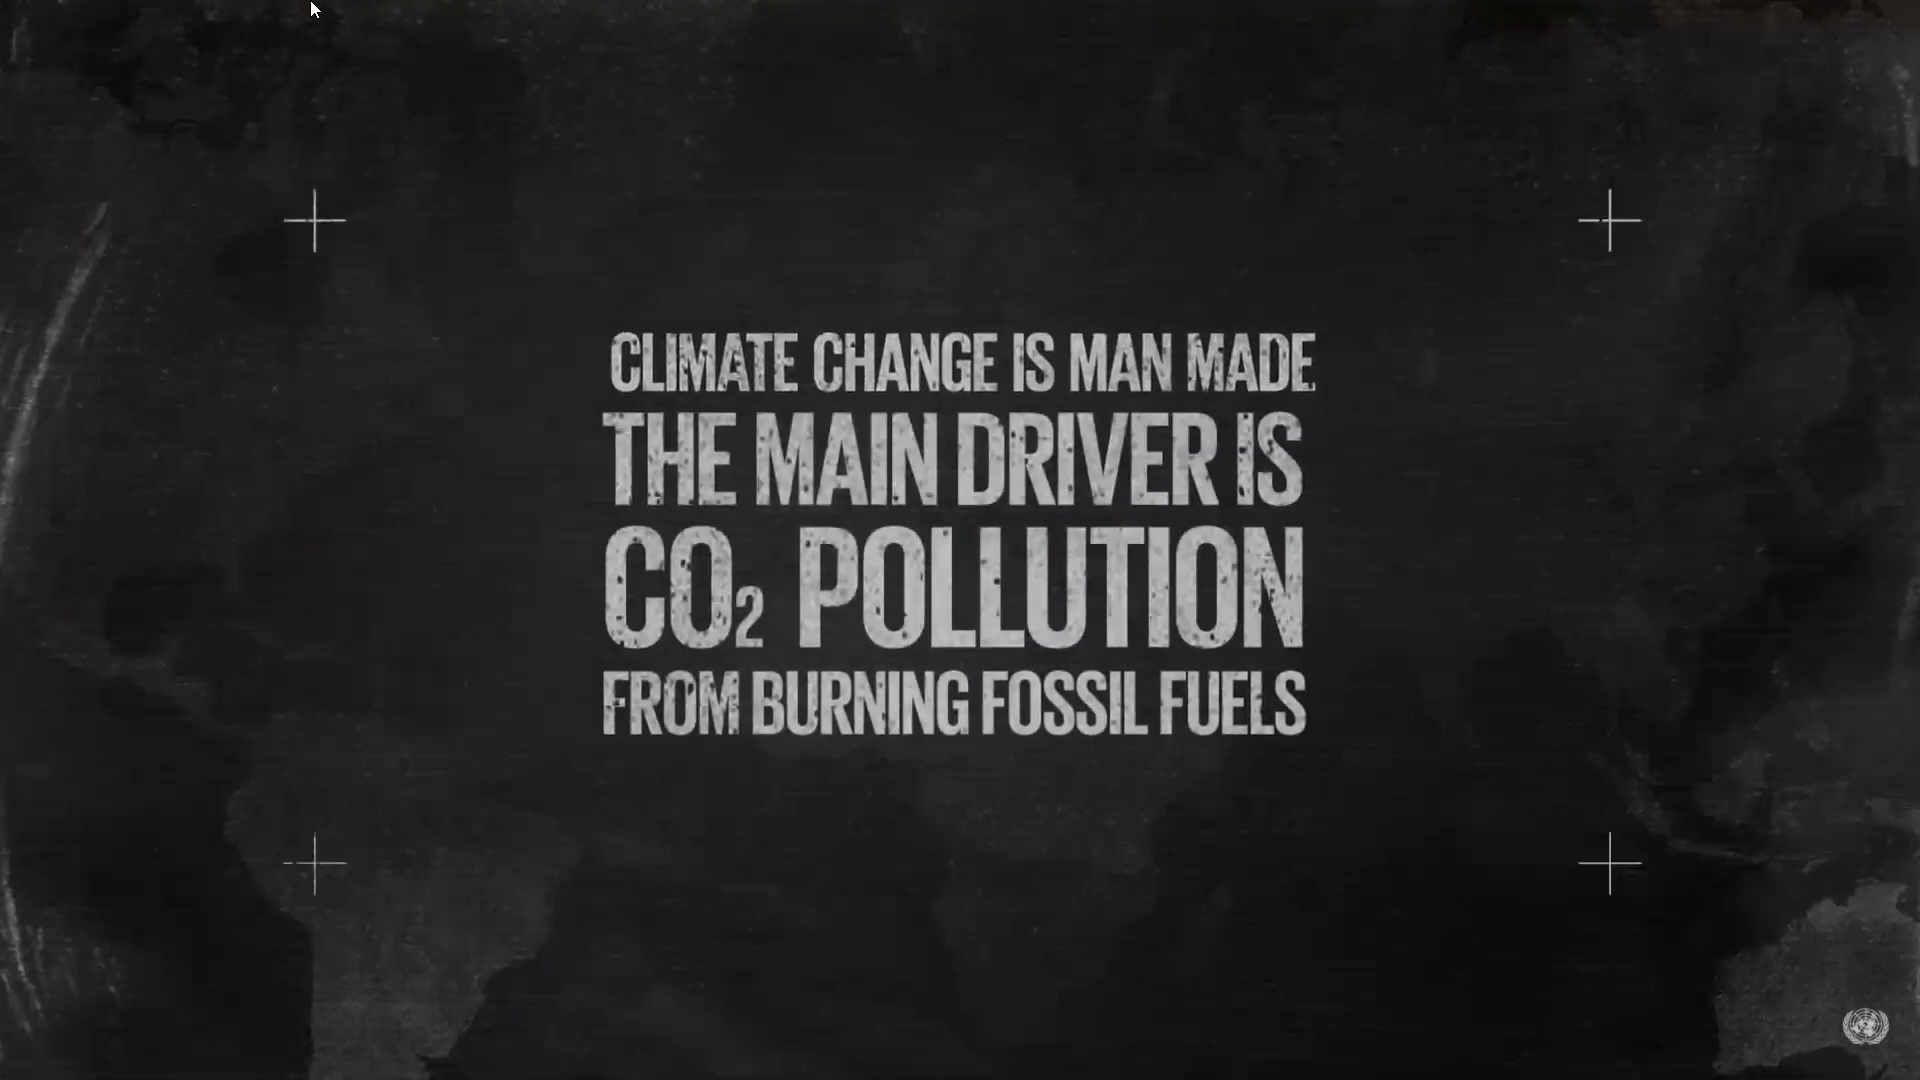 CLIMATE CHANGE IS MAN MADE
THE MAIN DRIVER IS
CO₂ POLLUTION
FROM BURNING FOSSIL FUELS